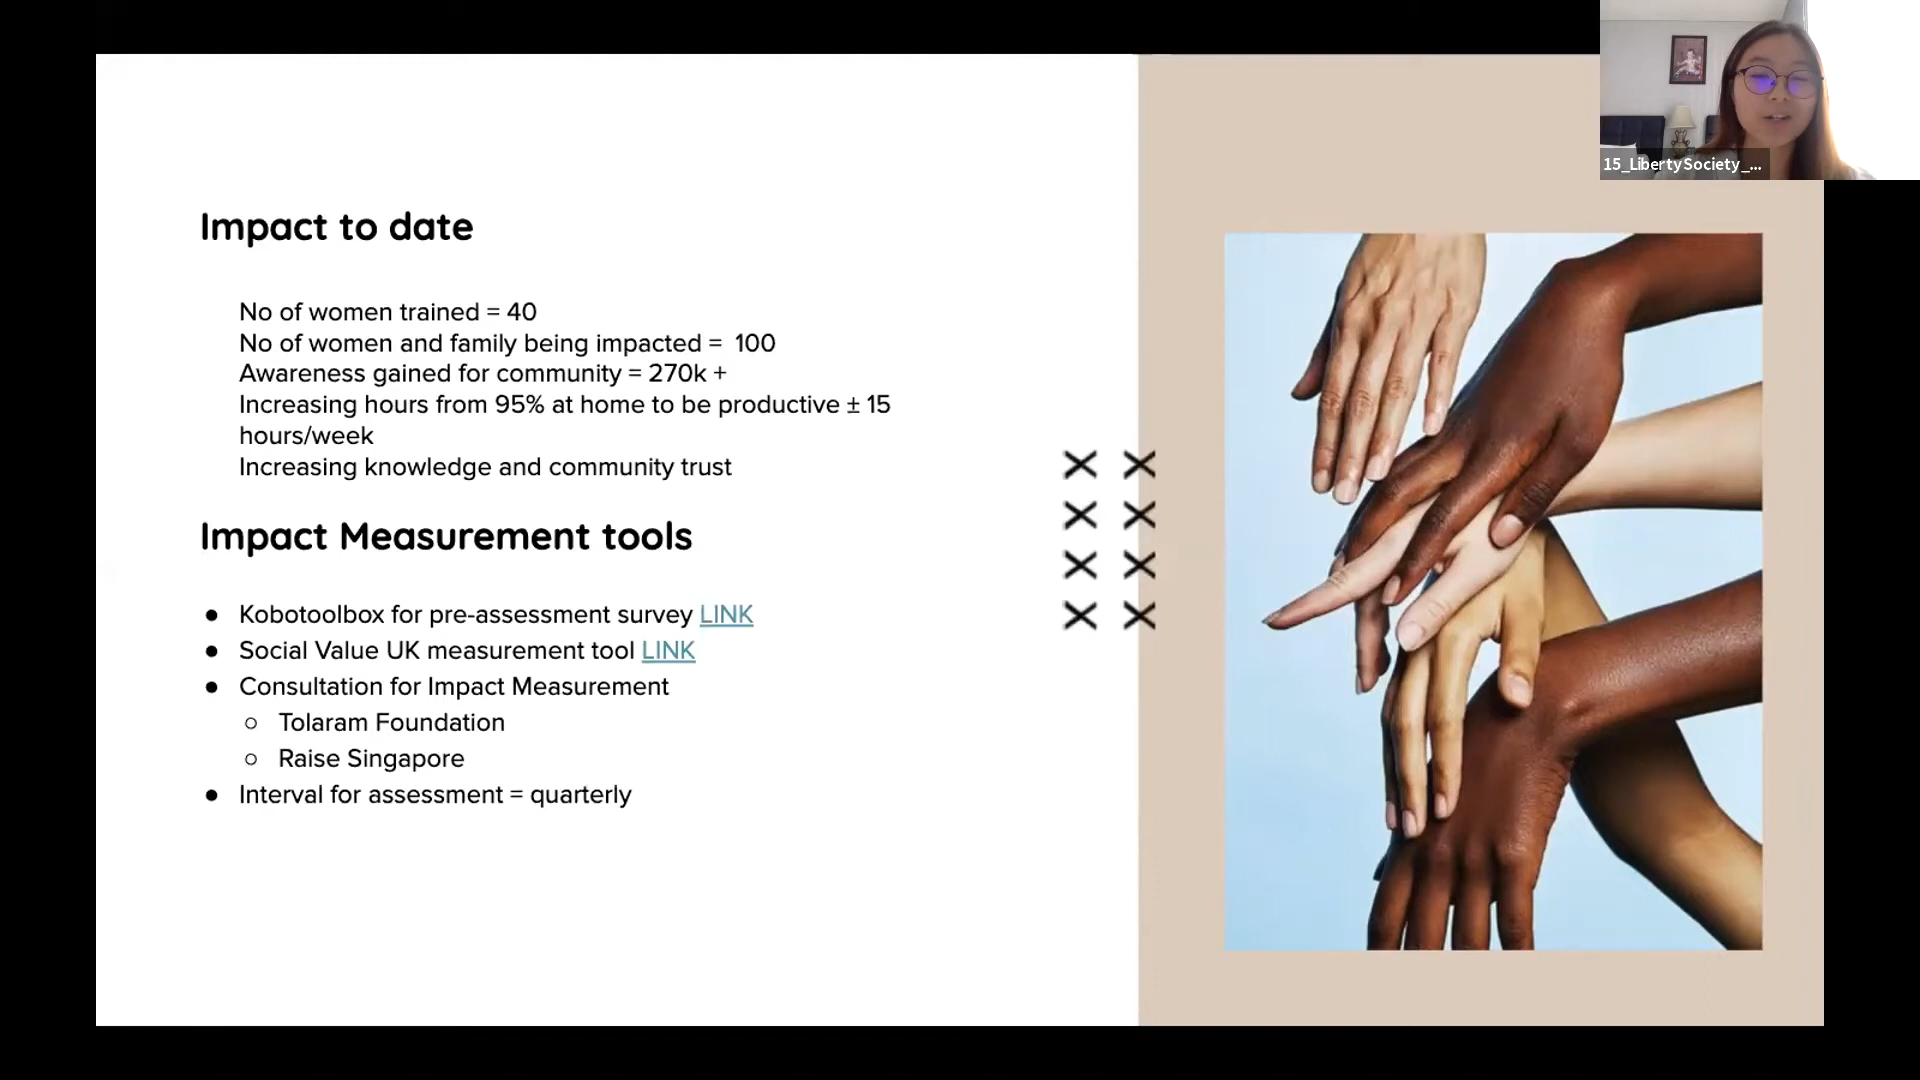 15_LibertySociety_...
Impact to date
No of women trained = 40
No of women and family being impacted = 100
Awareness gained for community = 270k +
Increasing hours from 95% at home to be productive ± 15
hours/week
Increasing knowledge and community trust
Impact Measurement tools
● Kobotoolbox for pre-assessment survey LINK
● Social Value UK measurement tool LINK
● Consultation for Impact Measurement
○ Tolaram Foundation
○ Raise Singapore
● Interval for assessment = quarterly